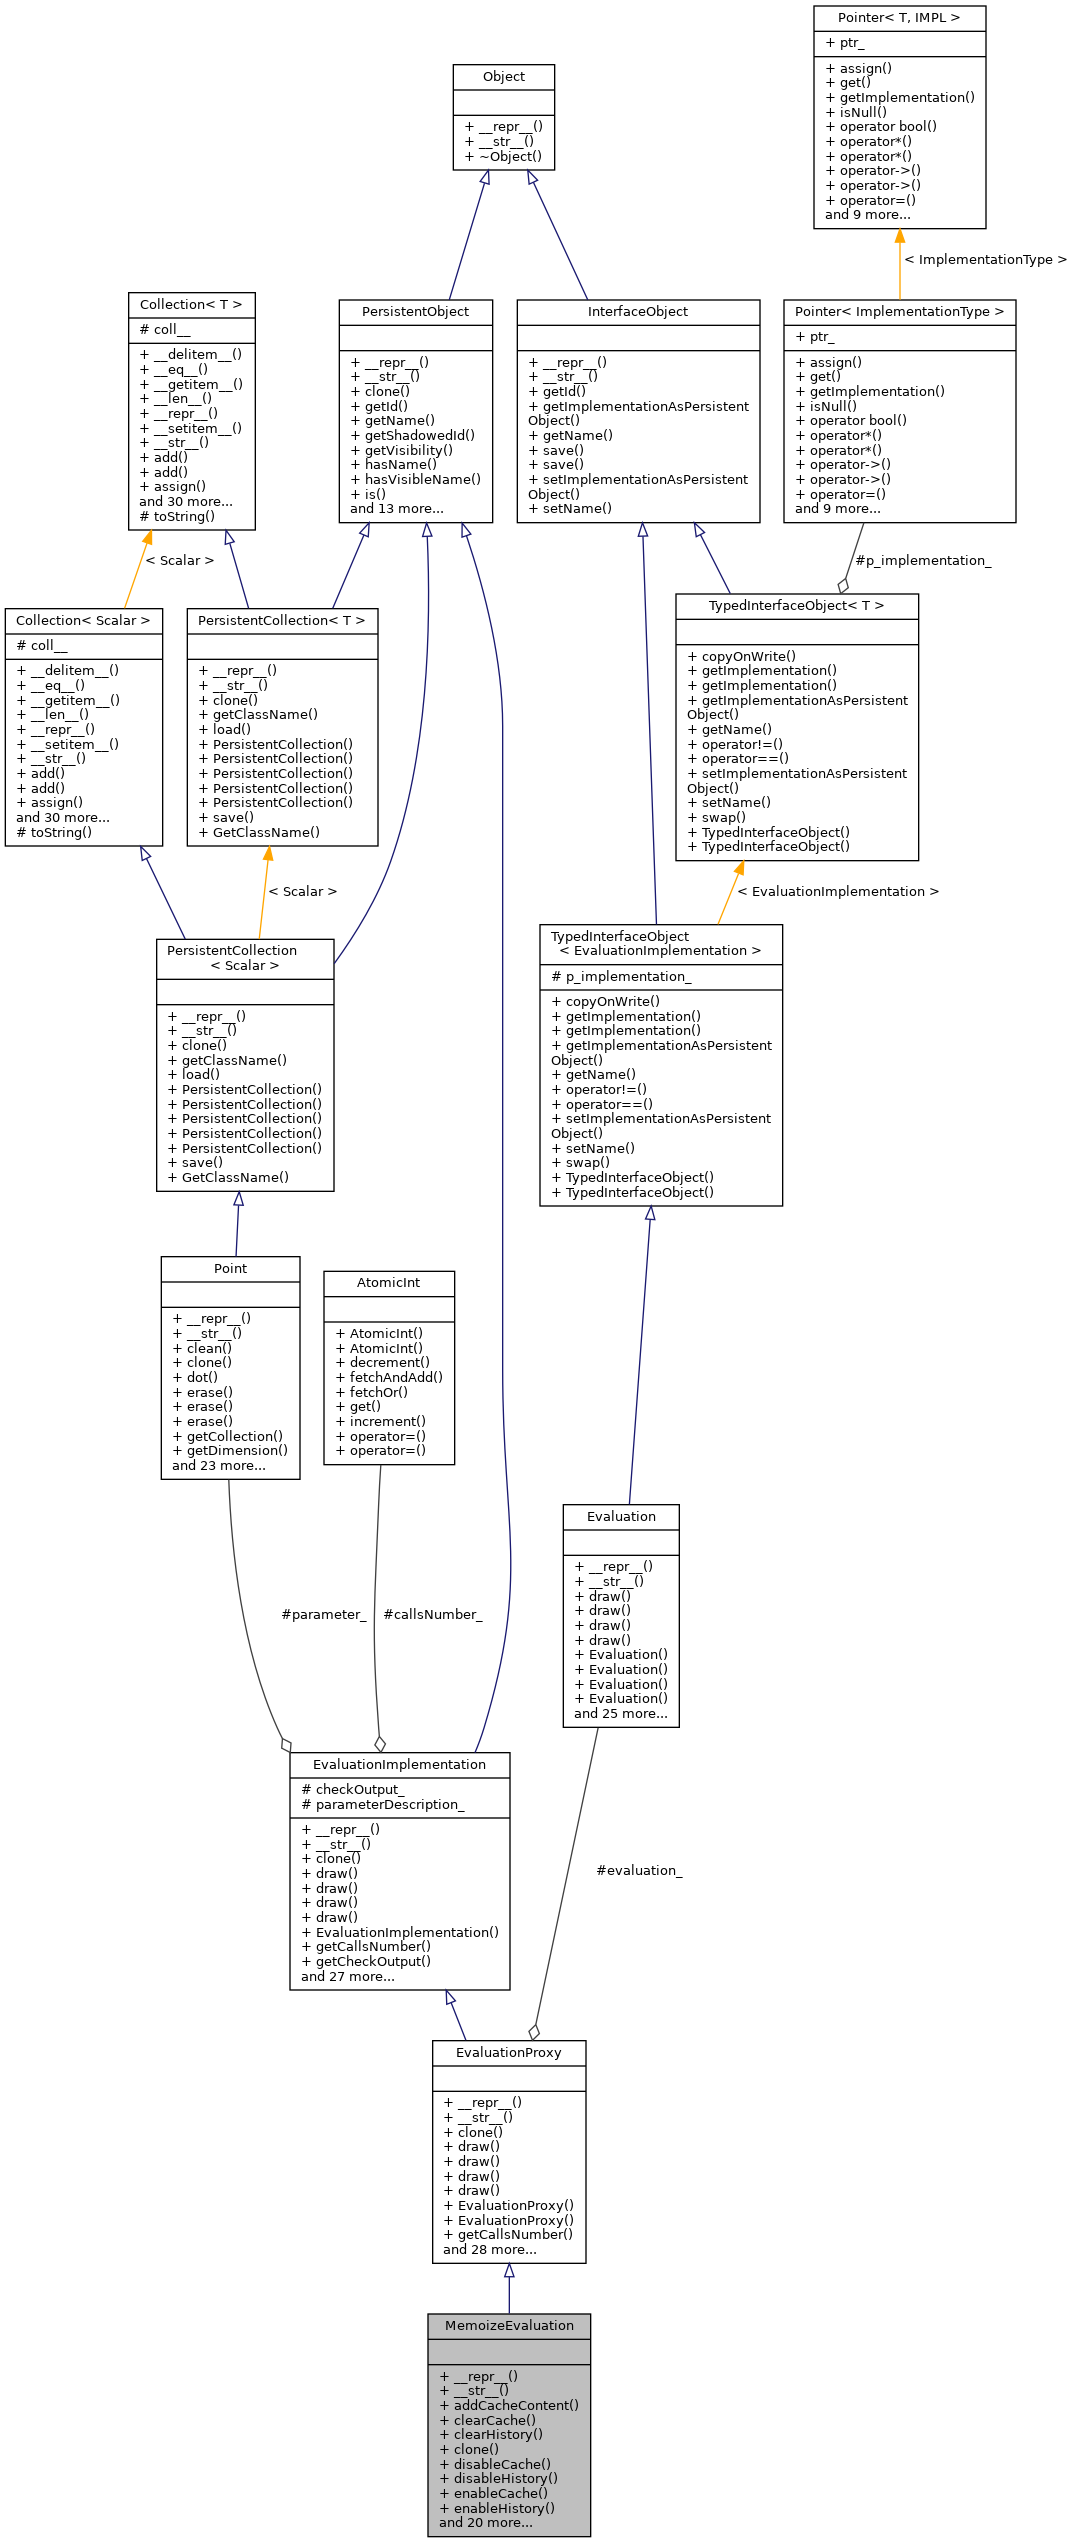 Pointer< T, IMPL >
+ ptr_
+ assign()
+ get()
+ getImplementation()
+ isNull()
+ operator bool()
+ operator*()
+ operator*()
+ operator->()
+ operator->()
+ operator=()
and 9 more...
Object
+ __repr__()
+ __str__()
+ ~Object()
< ImplementationType >
Collection< T >
# coll__
+ __delitem__()
+ __eq__()
+ __getitem__()
+ __len__()
+ __repr__()
+ __setitem__()
+ __str__()
+ add()
+ add()
+ assign()
and 30 more...
# toString()
PersistentObject
+ __repr__()
+ __str__()
+ clone()
+ getId()
+ getName()
+ getShadowedId()
+ getVisibility()
+ hasName()
+ hasVisibleName()
+ is()
and 13 more...
InterfaceObject
+ __repr__()
+ __str__()
+ getId()
+ getImplementationAsPersistent
Object()
+ getName()
+ save()
+ save()
+ setImplementationAsPersistent
Object()
+ setName()
Pointer< ImplementationType >
+ ptr_
+ assign()
+ get()
+ getImplementation()
+ isNull()
+ operator bool()
+ operator*()
+ operator*()
+ operator->()
+ operator->()
+ operator=()
and 9 more...
< Scalar >
#p_implementation_
Collection< Scalar >
# coll__
+ __delitem__()
+ __eq__()
+ __getitem__()
+ __len__()
+ __repr__()
+ __setitem__()
+ __str__()
+ add()
+ add()
+ assign()
and 30 more...
# toString()
PersistentCollection< T >
+ __repr__()
+ __str__()
+ clone()
+ getClassName()
+ load()
+ PersistentCollection()
+ PersistentCollection()
+ PersistentCollection()
+ PersistentCollection()
+ PersistentCollection()
+ save()
+ GetClassName()
TypedInterfaceObject< T >
+ copyOnWrite()
+ getImplementation()
+ getImplementation()
+ getImplementationAsPersistent
Object()
+ getName()
+ operator!=()
+ operator==()
+ setImplementationAsPersistent
Object()
+ setName()
+ swap()
+ TypedInterfaceObject()
+ TypedInterfaceObject()
< Scalar >
< EvaluationImplementation >
PersistentCollection
< Scalar >
+ __repr__()
+ __str__()
+ clone()
+ getClassName()
+ load()
+ PersistentCollection()
+ PersistentCollection()
+ PersistentCollection()
+ PersistentCollection()
+ PersistentCollection()
+ save()
+ GetClassName()
TypedInterfaceObject
< EvaluationImplementation >
# p_implementation_
+ copyOnWrite()
+ getImplementation()
+ getImplementation()
+ getImplementationAsPersistent
Object()
+ getName()
+ operator!=()
+ operator==()
+ setImplementationAsPersistent
Object()
+ setName()
+ swap()
+ TypedInterfaceObject()
+ TypedInterfaceObject()
Point
+ __repr__()
+ __str__()
+ clean()
+ clone()
+ dot()
+ erase()
+ erase()
+ erase()
+ getCollection()
+ getDimension()
and 23 more...
AtomicInt
+ AtomicInt()
+ AtomicInt()
+ decrement()
+ fetchAndAdd()
+ fetchOr()
+ get()
+ increment()
+ operator=()
+ operator=()
Evaluation
+ __repr__()
+ __str__()
+ draw()
+ draw()
+ draw()
+ draw()
+ Evaluation()
+ Evaluation()
+ Evaluation()
+ Evaluation()
and 25 more...
#parameter_
#callsNumber_
EvaluationImplementation
# checkOutput_
# parameterDescription_
+ __repr__()
+ __str__()
+ clone()
+ draw()
+ draw()
+ draw()
+ draw()
+ EvaluationImplementation()
+ getCallsNumber()
+ getCheckOutput()
and 27 more...
#evaluation_
EvaluationProxy
+ __repr__()
+ __str__()
+ clone()
+ draw()
+ draw()
+ draw()
+ draw()
+ EvaluationProxy()
+ EvaluationProxy()
+ getCallsNumber()
and 28 more...
MemoizeEvaluation
+ __repr__()
+ __str__()
+ addCacheContent()
+ clearCache()
+ clearHistory()
+ clone()
+ disableCache()
+ disableHistory()
+ enableCache()
+ enableHistory()
and 20 more...